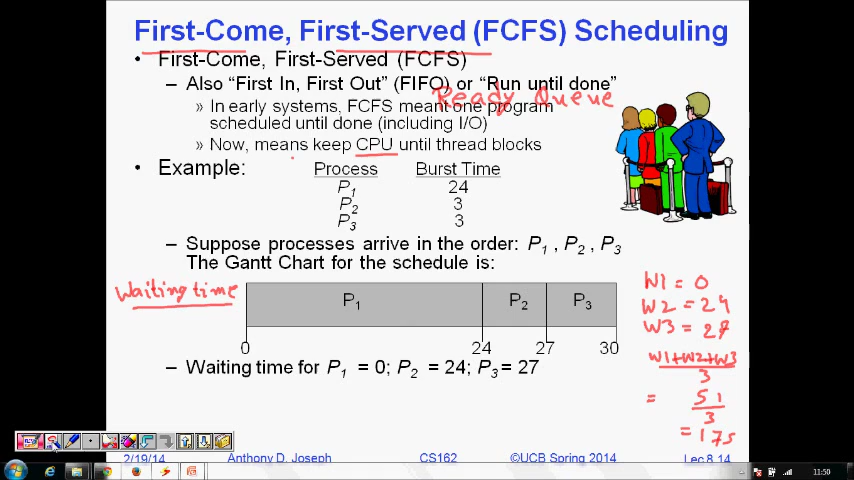 First-Come, First-Served (FCFS) Scheduling
• First-Come, First-Served (FCFS)
– Also “First In, First Out” (FIFO) or “Run until done”
Ready Queue
» In early systems, FCFS meant one program
scheduled until done (including I/O)
» Now, means keep CPU until thread blocks
• Example: Process Burst Time
P1 24
P2 3
P3 3
– Suppose processes arrive in the order: P1 , P2 , P3
The Gantt Chart for the schedule is:
Waiting time
P1 P2 P3
0 24 27 30
– Waiting time for P1 = 0; P2 = 24; P3 = 27
W1 = 0
W2 = 24
W3 = 27
W1+W2+W3
3
= 51
3
= 17s
2/19/14 Anthony D. Joseph CS162 ©UCB Spring 2014 Lec 8.14
11:50